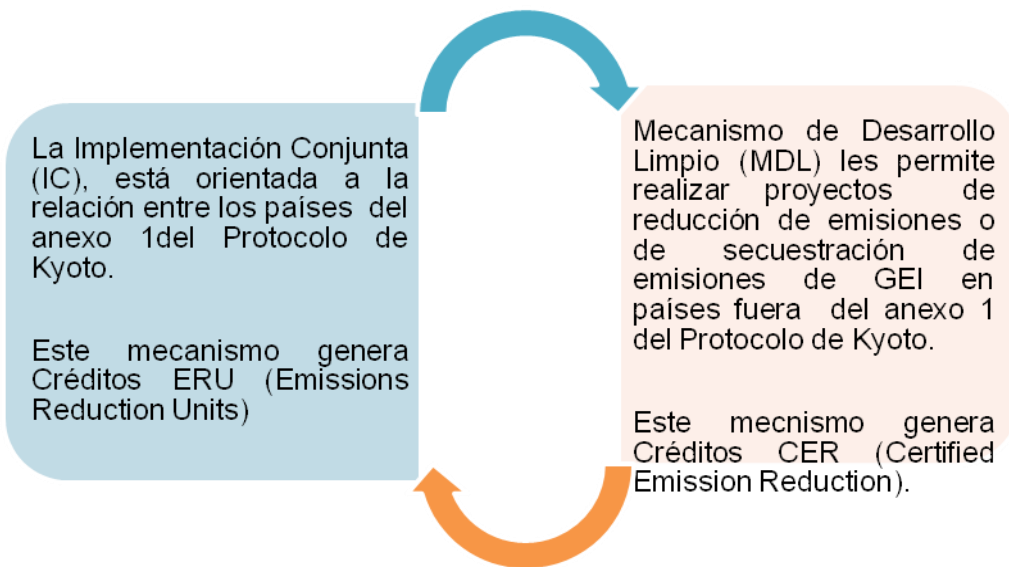 La Implementación Conjunta
(IC), está orientada a la
relación entre los países del
anexo 1del Protocolo de
Kyoto.
Este mecanismo genera
Créditos ERU (Emissions
Reduction Units)
Mecanismo de Desarrollo
Limpio (MDL) les permite
realizar proyectos de
reducción de emisiones o
de secuestración de
emisiones de GEI en
países fuera del anexo 1
del Protocolo de Kyoto.
Este mecnismo genera
Créditos CER (Certified
Emission Reduction).